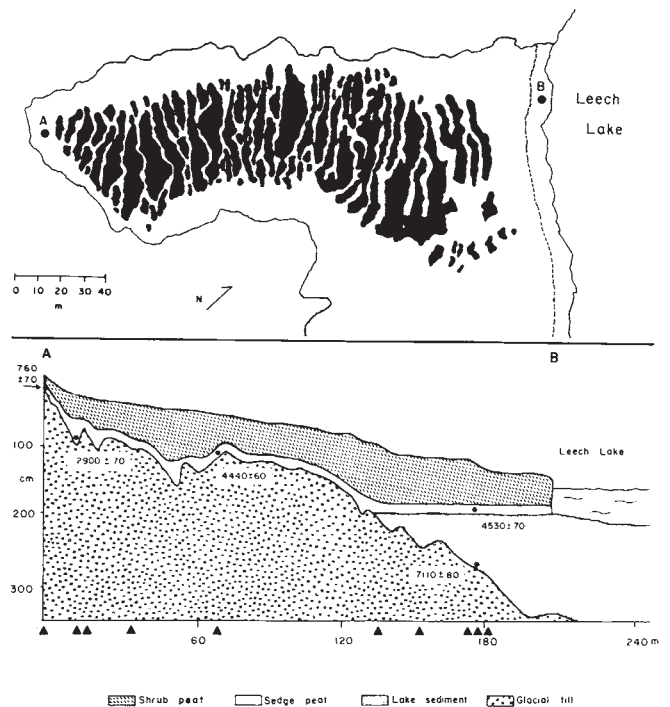 A
B
Leech
Lake
0 10 20 30 40
m
N
A
B
760
±70
100
cm
200
300
2900 ± 70
4440±60
4530±70
7110±80
Leech Lake
60
120
180
240 m
Shrub peat
Sedge peat
Lake sediment
Glacial till